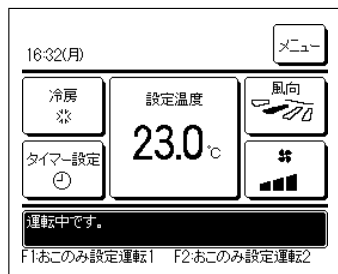 16:32(月)
メニュー
冷房
設定温度
風向
23.0℃
タイマー設定
運転中です。
F1:おこのみ設定運転1 F2:おこのみ設定運転2